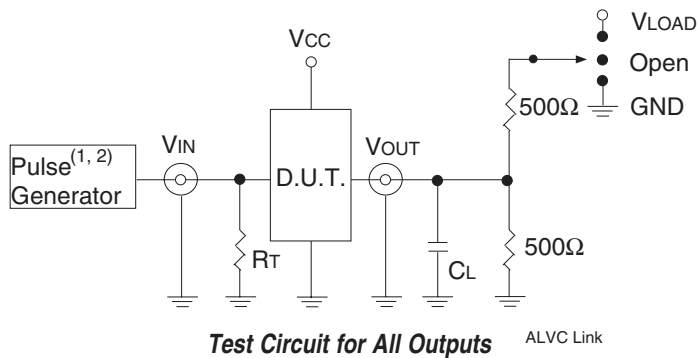 VLOAD
VCC
Open
500Ω
GND
VIN
VOUT
Pulse(1, 2)
Generator
D.U.T.
RT
CL
500Ω
Test Circuit for All Outputs
ALVC Link